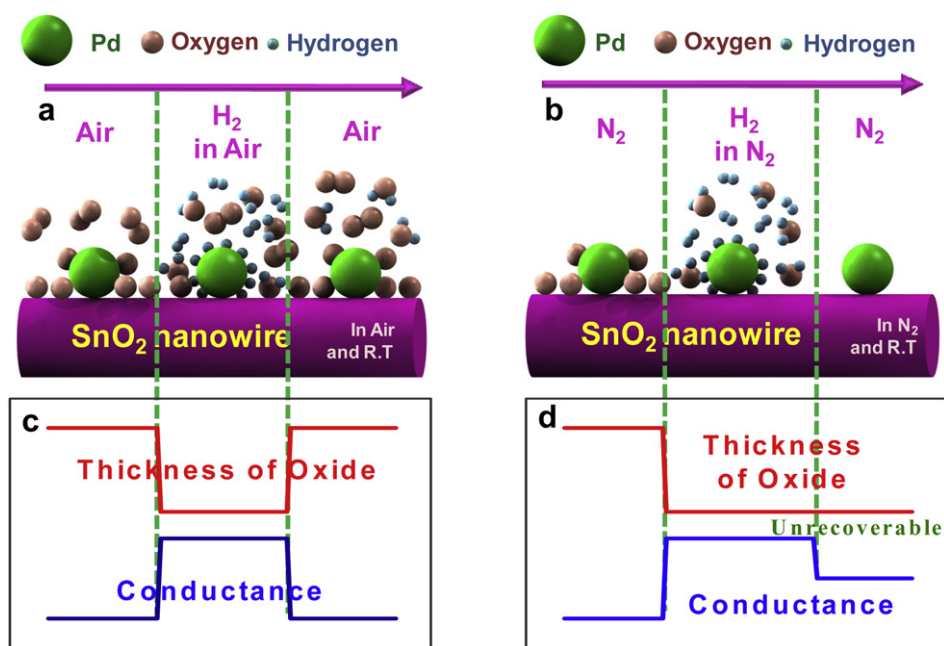 Pd Oxygen Hydrogen
a
Air
H2
in Air
Air
SnO2 nanowire
In Air
and R.T
c
Thickness of Oxide
Conductance
Pd Oxygen Hydrogen
b
N2
H2
in N2
N2
SnO2 nanowire
In N2
and R.T
d
Thickness
of Oxide
Unrecoverable
Conductance